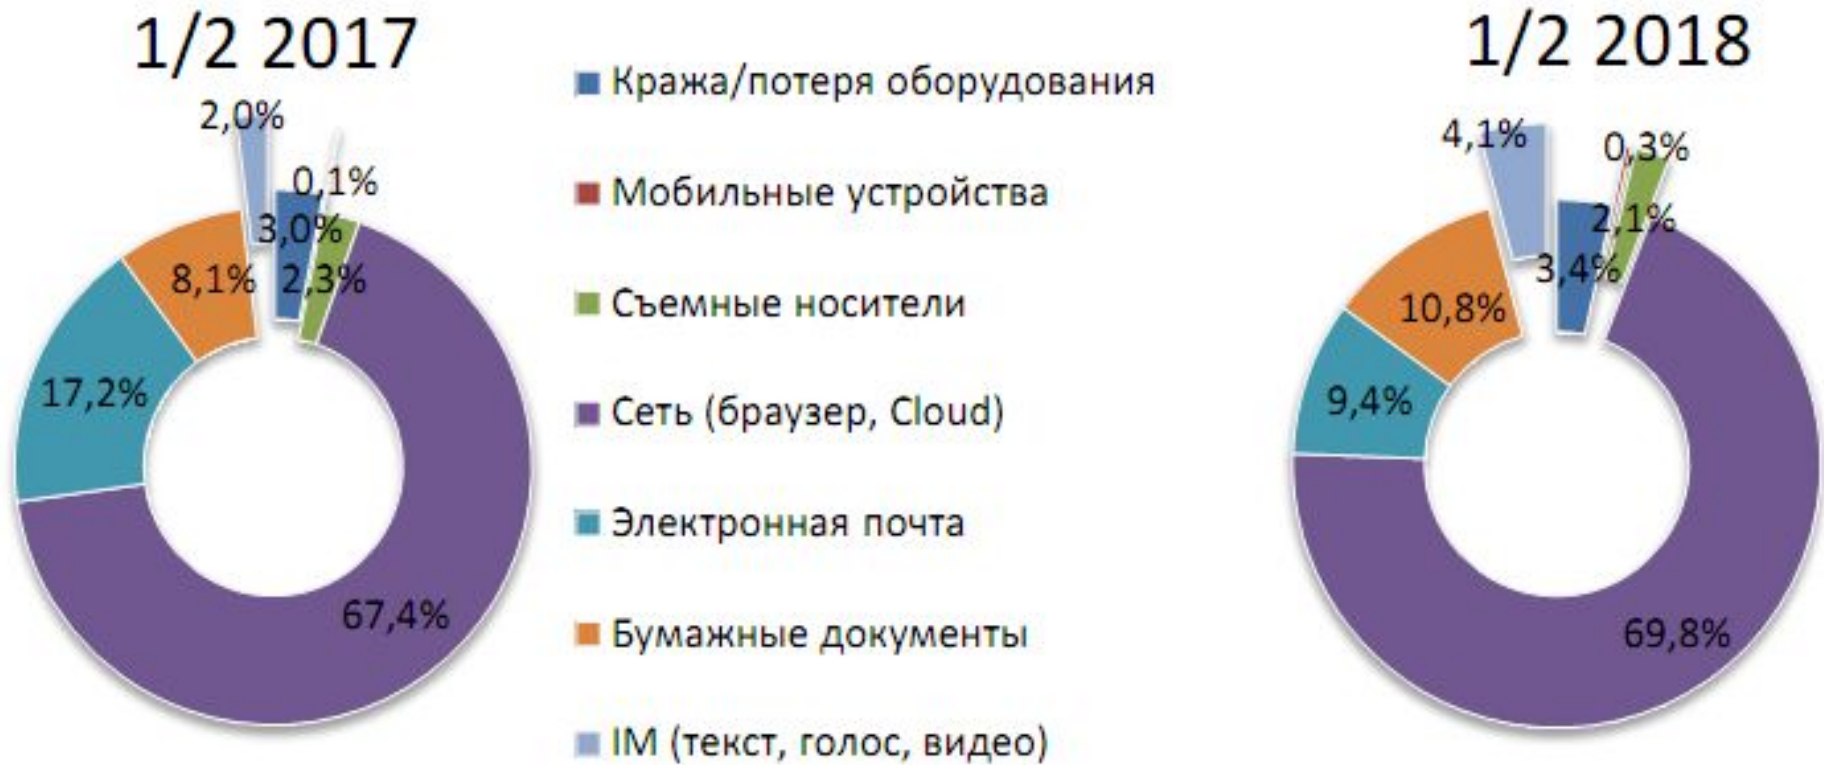 1/2 2017
2,0%
0,1%
3,0%
2,3%
8,1%
17,2%
67,4%
Кража/потеря оборудования
Мобильные устройства
Съемные носители
Сеть (браузер, Cloud)
Электронная почта
Бумажные документы
IM (текст, голос, видео)
1/2 2018
4,1%
0,3%
2,1%
3,4%
10,8%
9,4%
69,8%